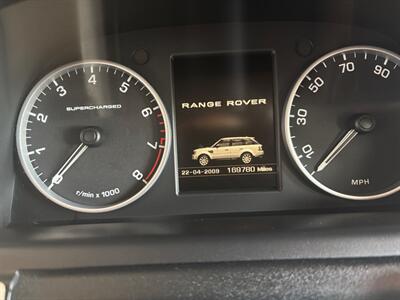 SUPERCHARGED
0 1 2 3 4 5 6 7 8
r/min x 1000
RANGE ROVER
22-04-2009 169780 Miles
10 30 50 70 90
MPH